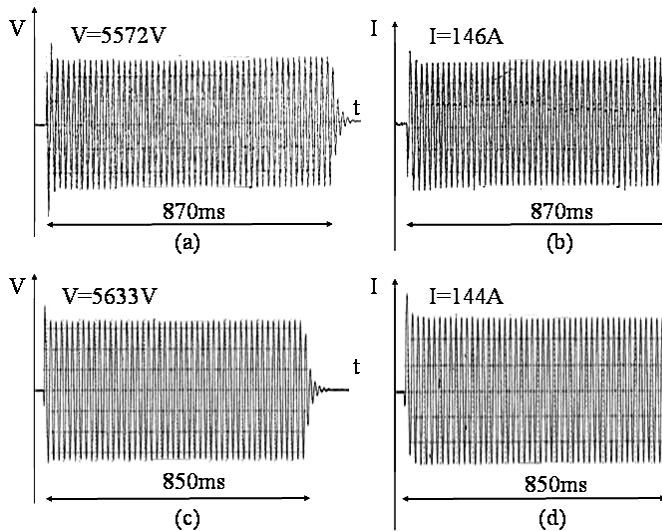 V
V=5572V
t
870ms
(a)
I
I=146A
870ms
(b)
V
V=5633V
t
850ms
(c)
I
I=144A
850ms
(d)